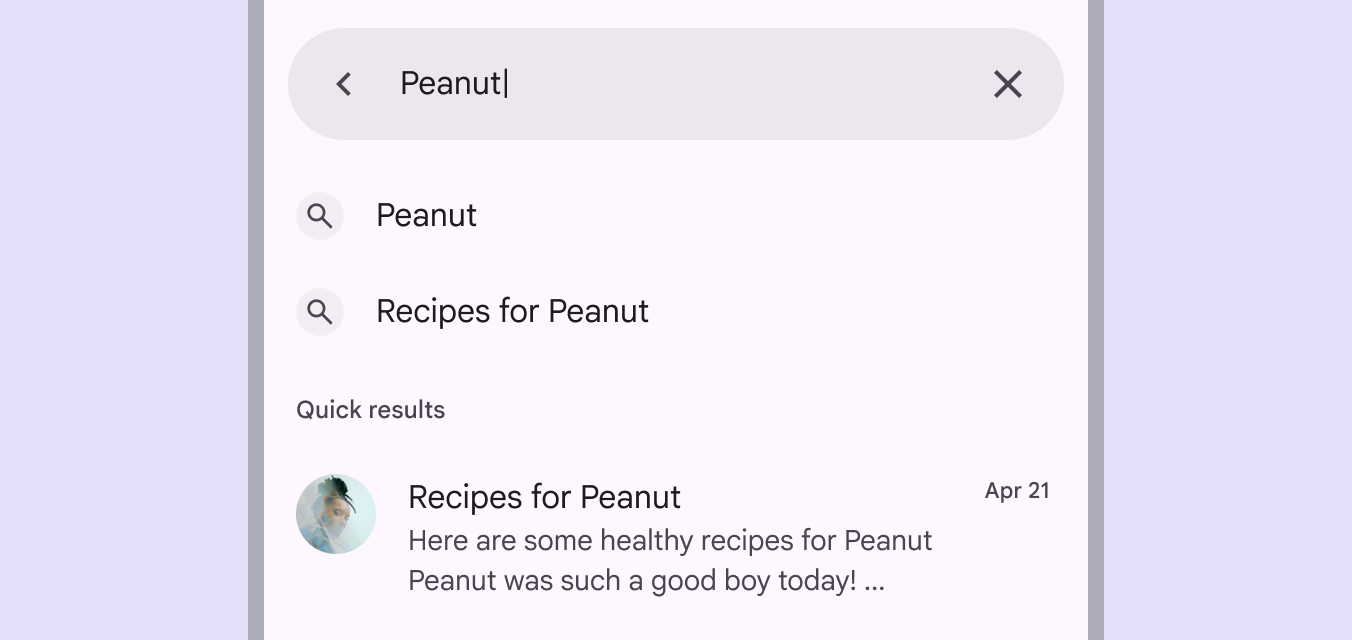 Peanut
Peanut
Recipes for Peanut
Quick results
Recipes for Peanut
Apr 21
Here are some healthy recipes for Peanut
Peanut was such a good boy today! ...